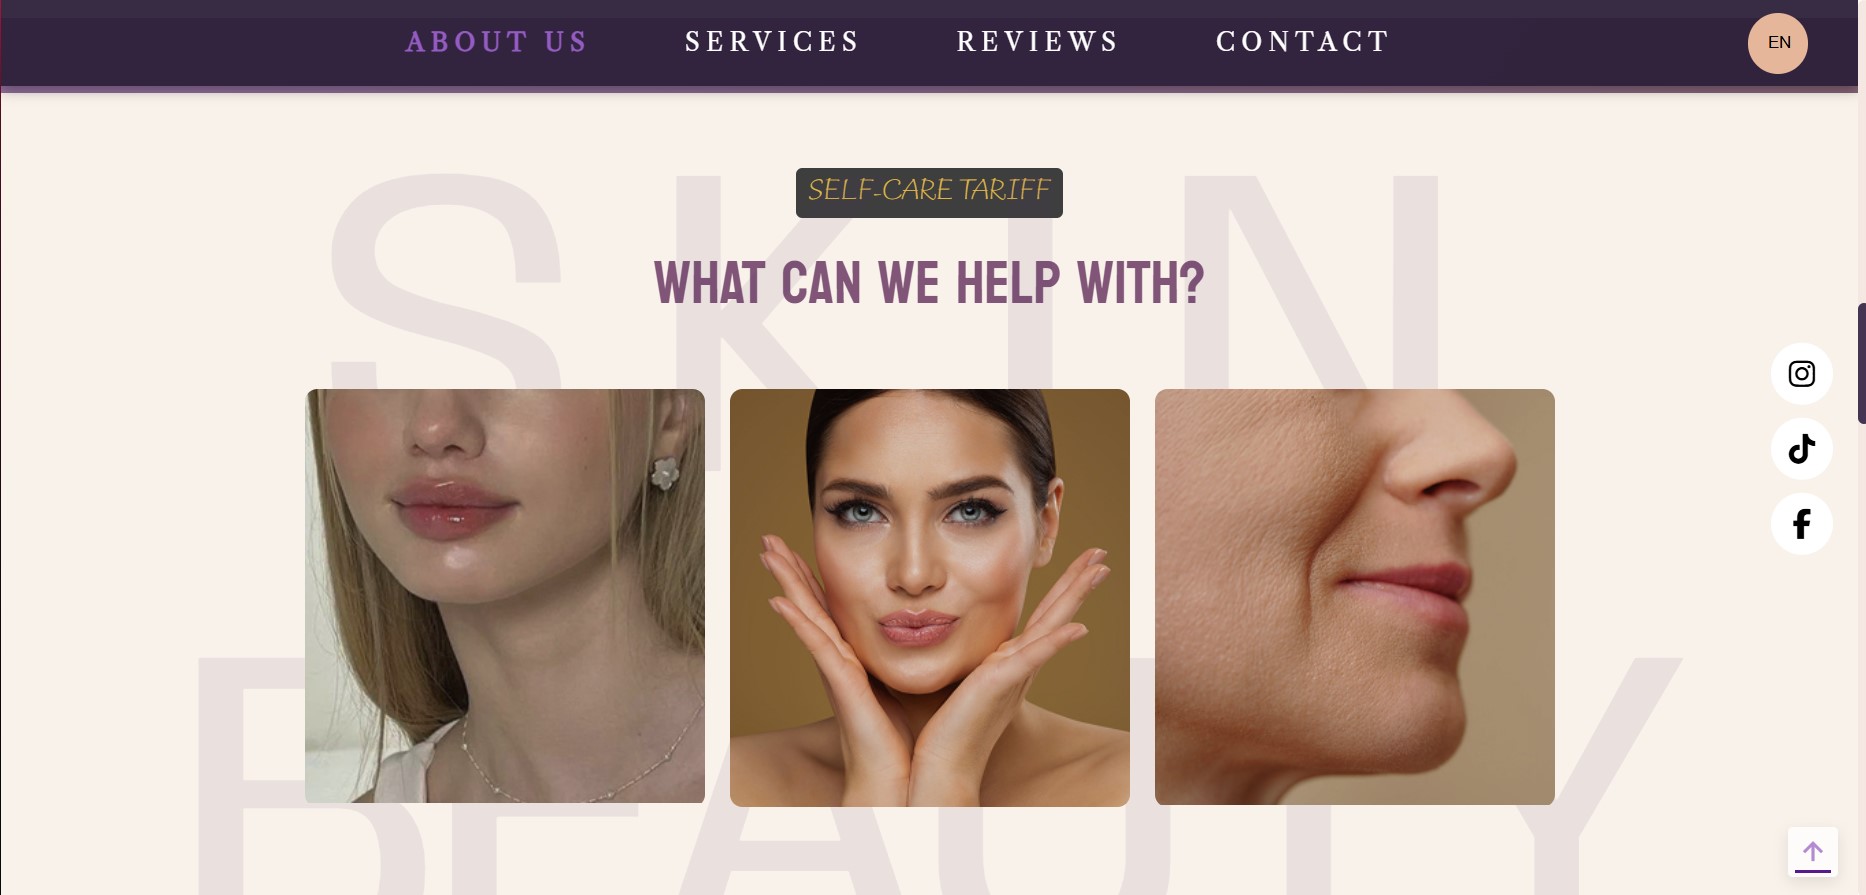 ABOUT US SERVICES REVIEWS CONTACT EN
SELF-CARE TARIFF
WHAT CAN WE HELP WITH?
SKIN
BEAUTY